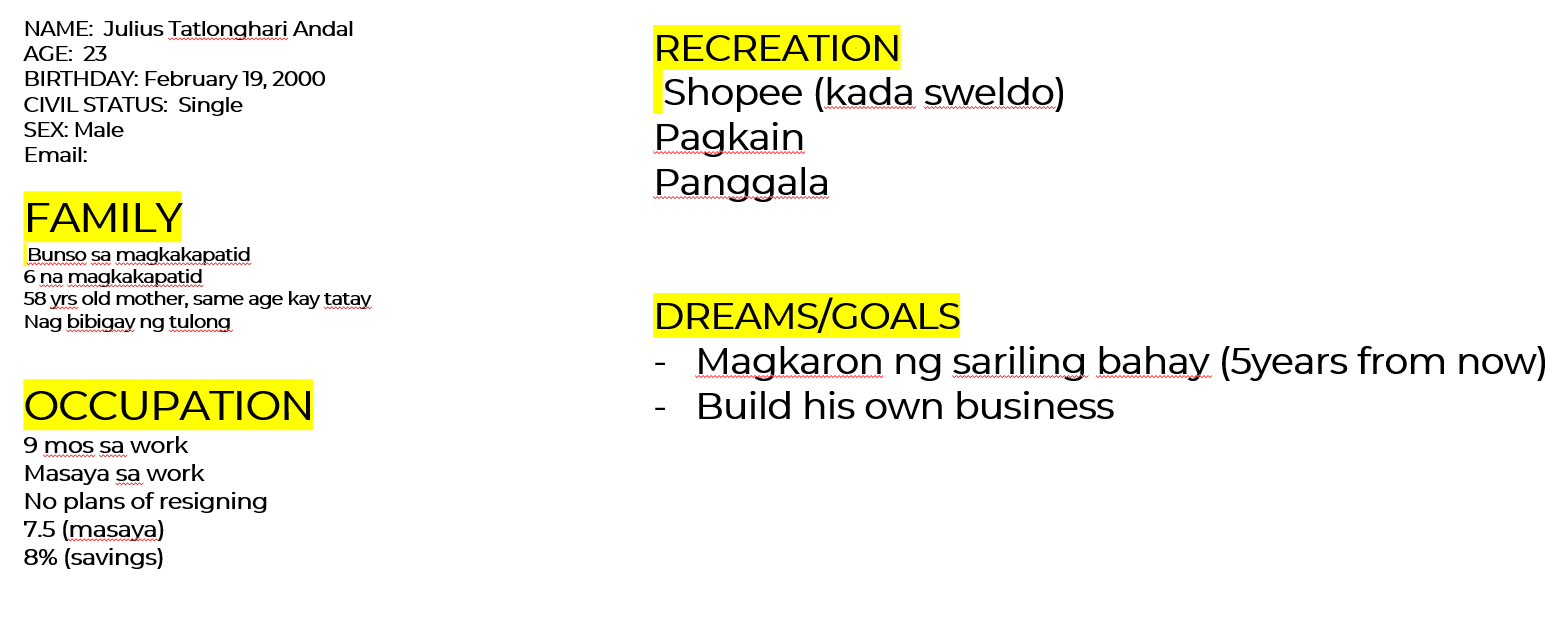 NAME: Julius Tatlonghari Andal
AGE: 23
BIRTHDAY: February 19, 2000
CIVIL STATUS: Single
SEX: Male
Email:
FAMILY
Bunso sa magkakapatid
6 na magkakapatid
58 yrs old mother, same age kay tatay
Nag bibigay ng tulong
OCCUPATION
9 mos sa work
Masaya sa work
No plans of resigning
7.5 (masaya)
8% (savings)
RECREATION
Shopee (kada sweldo)
Pagkain
Panggala
DREAMS/GOALS
- Magkaron ng sariling bahay (5years from now)
- Build his own business